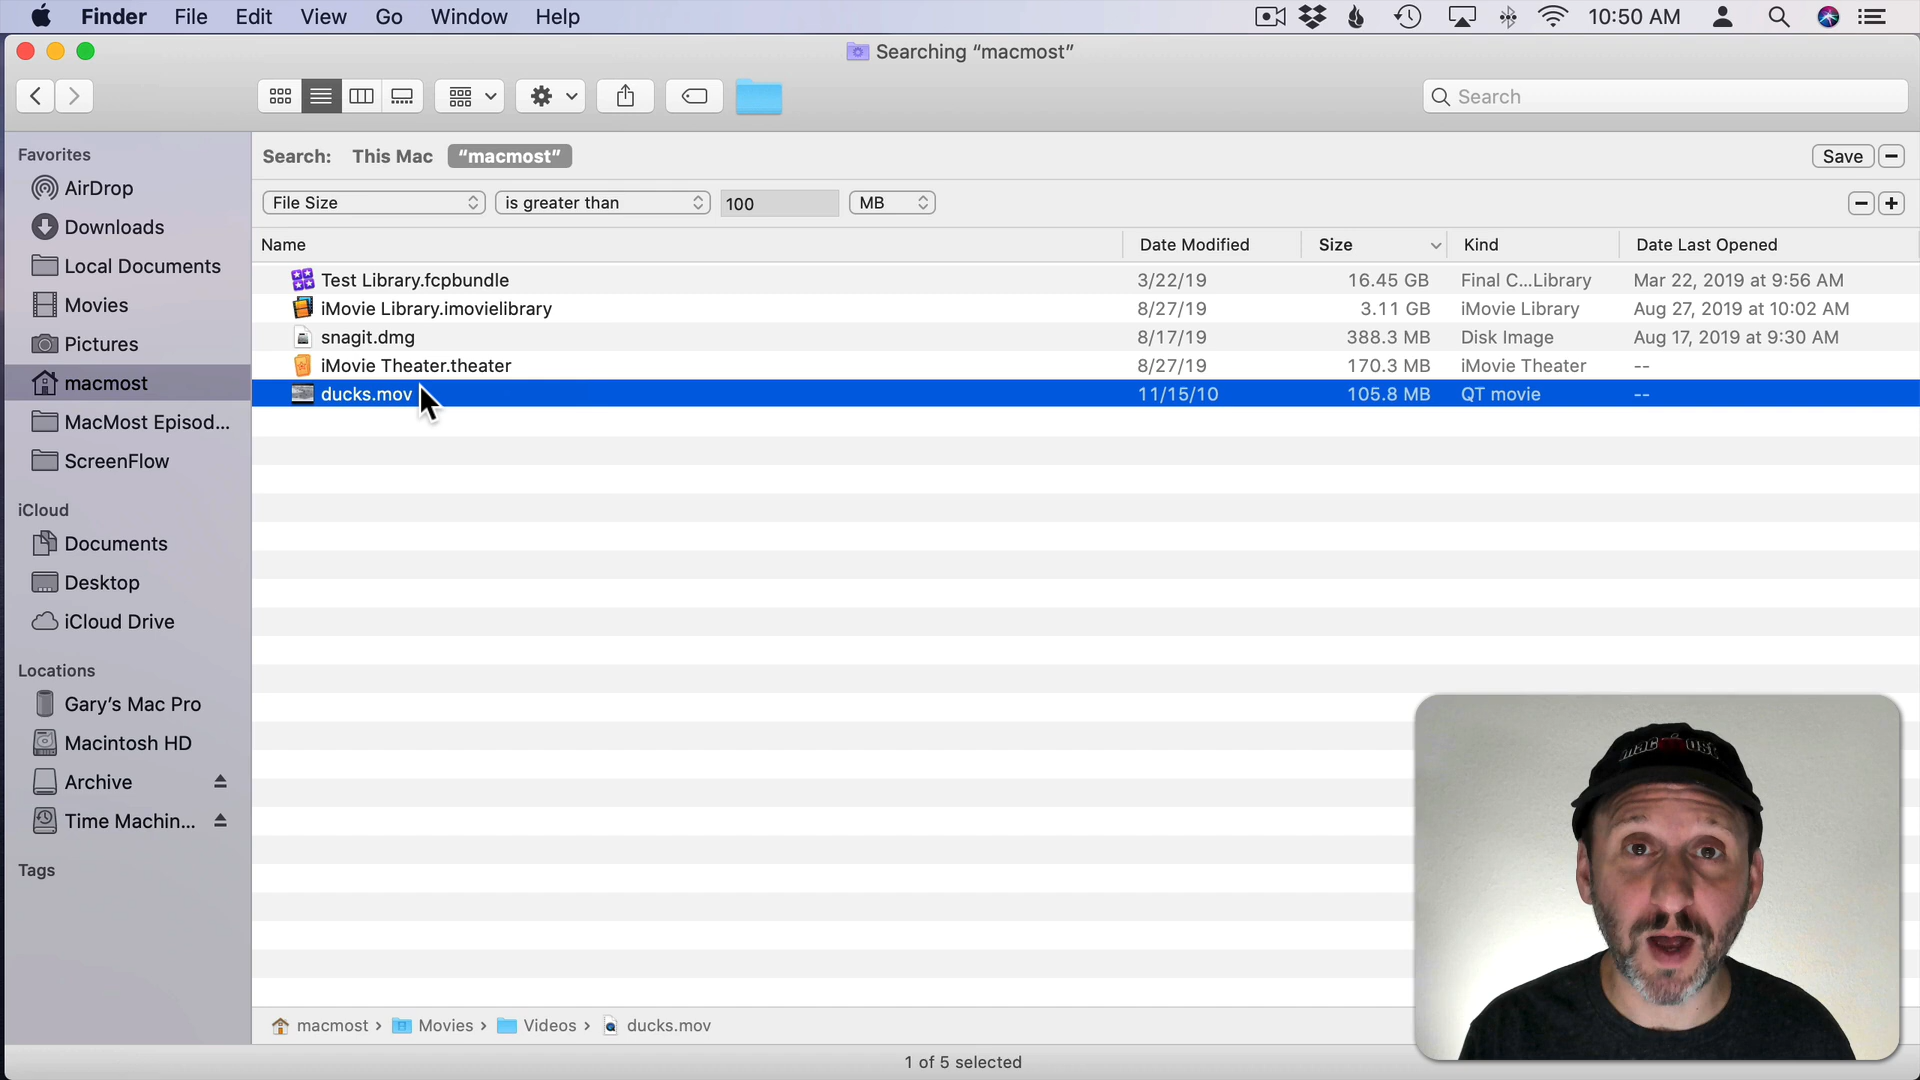 Finder File Edit View Go Window Help 10:50 AM
Searching “macmost”
Search
Search: This Mac “macmost” Save
File Size is greater than 100 MB
Name Date Modified Size Kind Date Last Opened
Test Library.fcpbundle 3/22/19 16.45 GB Final C...Library Mar 22, 2019 at 9:56 AM
iMovie Library.imovielibrary 8/27/19 3.11 GB iMovie Library Aug 27, 2019 at 10:02 AM
snagit.dmg 8/17/19 388.3 MB Disk Image Aug 17, 2019 at 9:30 AM
iMovie Theater.theater 8/27/19 170.3 MB iMovie Theater --
ducks.mov 11/15/10 105.8 MB QT movie --
Favorites
AirDrop
Downloads
Local Documents
Movies
Pictures
macmost
MacMost Episod...
ScreenFlow
iCloud
Documents
Desktop
iCloud Drive
Locations
Gary’s Mac Pro
Macintosh HD
Archive
Time Machin...
Tags
macmost › Movies › Videos › ducks.mov
1 of 5 selected
macmost